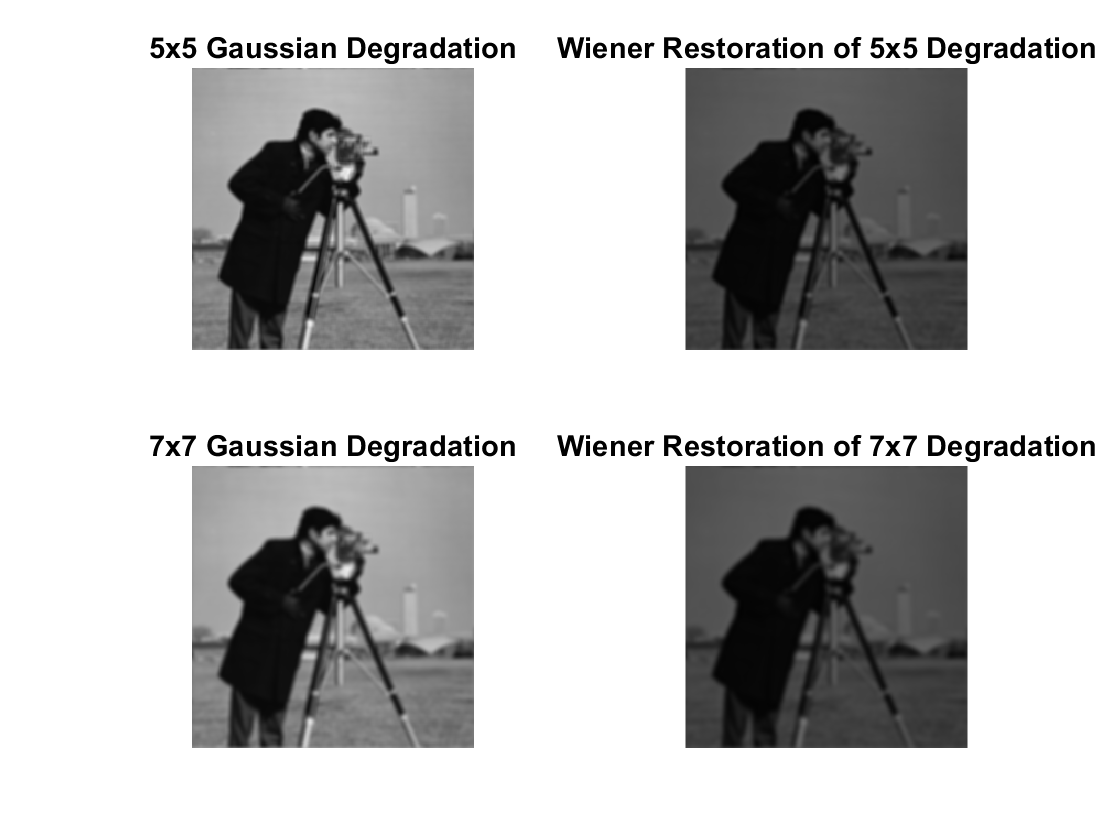 5x5 Gaussian Degradation
Wiener Restoration of 5x5 Degradation
7x7 Gaussian Degradation
Wiener Restoration of 7x7 Degradation